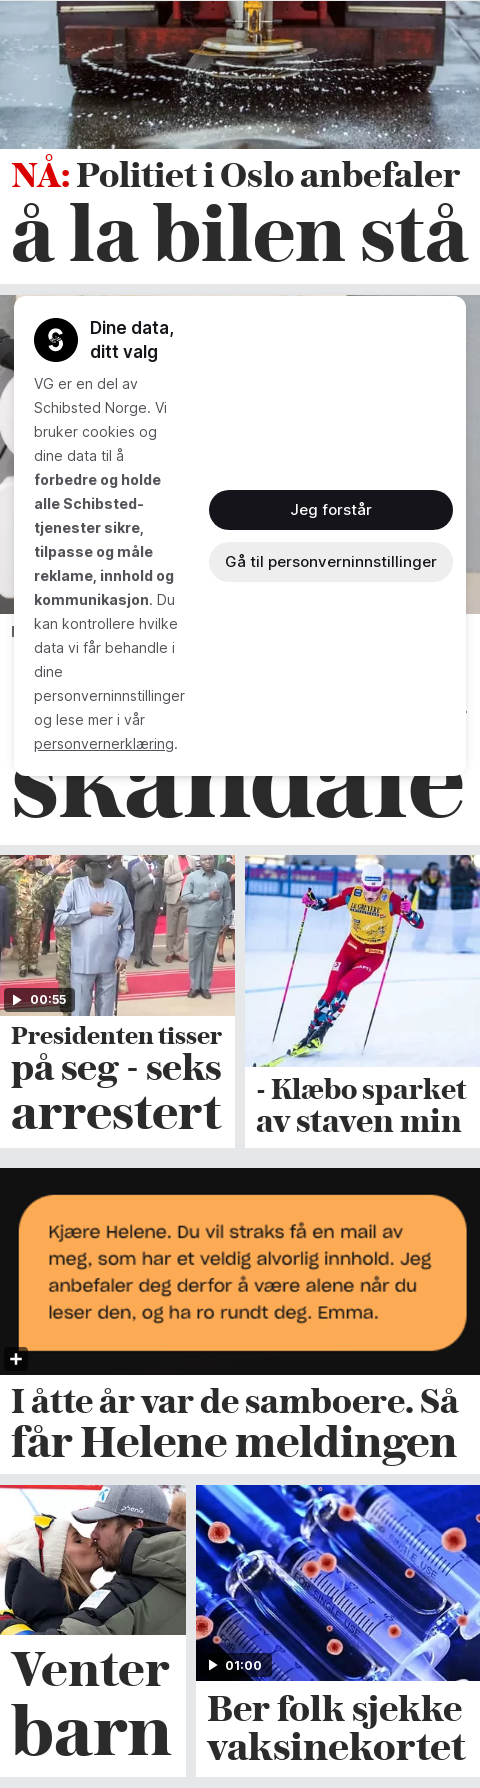 NÅ: Politiet i Oslo anbefaler
å la bilen stå
Dine data,
ditt valg
VG er en del av
Schibsted Norge. Vi
bruker cookies og
dine data til å
forbedre og holde
alle Schibsted-
tjenester sikre,
tilpasse og måle
reklame, innhold og
kommunikasjon. Du
kan kontrollere hvilke
data vi får behandle i
dine
personverninnstillinger
og lese mer i vår
personvernerklæring.
Jeg forstår
Gå til personverninnstillinger
skandale
00:55
Presidenten tisser
på seg - seks
arrestert
- Klæbo sparket
av staven min
Kjære Helene. Du vil straks få en mail av
meg, som har et veldig alvorlig innhold. Jeg
anbefaler deg derfor å være alene når du
leser den, og ha ro rundt deg. Emma.
I åtte år var de samboere. Så
får Helene meldingen
Venter
barn
FOR SINGLE USE
01:00
Ber folk sjekke
vaksinekortet